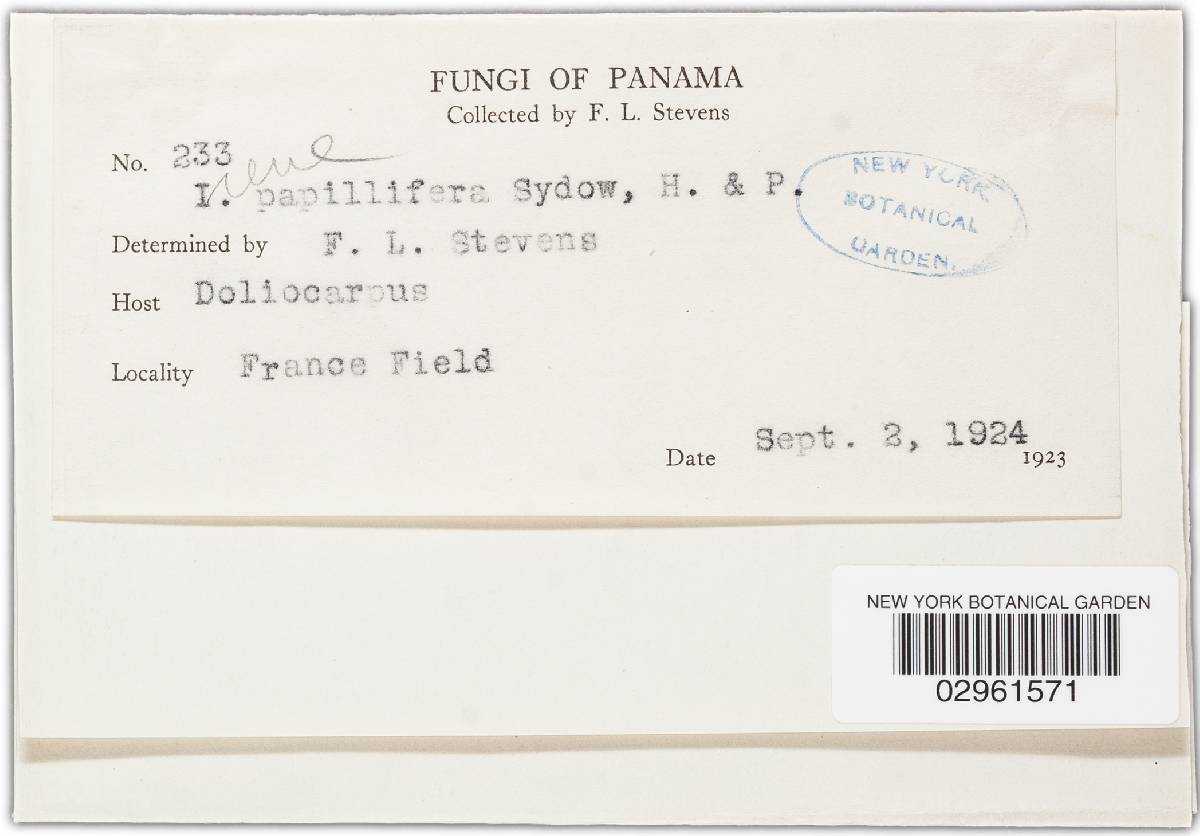 FUNGI OF PANAMA
Collected by F. L. Stevens
No. 233
Irene
I. papillifera Sydow, H. & P.
Determined by F. L. Stevens
Host Doliocarpus
Locality France Field
Date Sept. 2, 1924 1923
NEW YORK
BOTANICAL
GARDEN.
NEW YORK BOTANICAL GARDEN
02961571